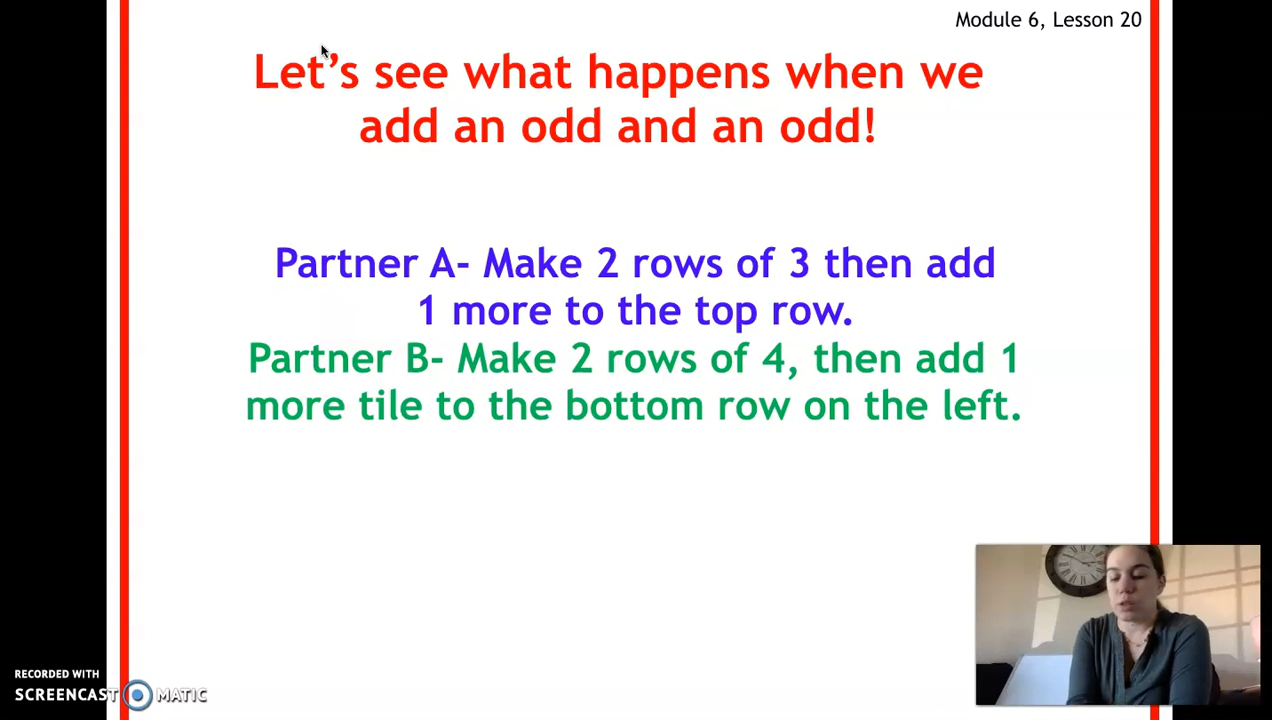 Module 6, Lesson 20
Let’s see what happens when we
add an odd and an odd!
Partner A- Make 2 rows of 3 then add
1 more to the top row.
Partner B- Make 2 rows of 4, then add 1
more tile to the bottom row on the left.
RECORDED WITH
SCREENCAST MATIC